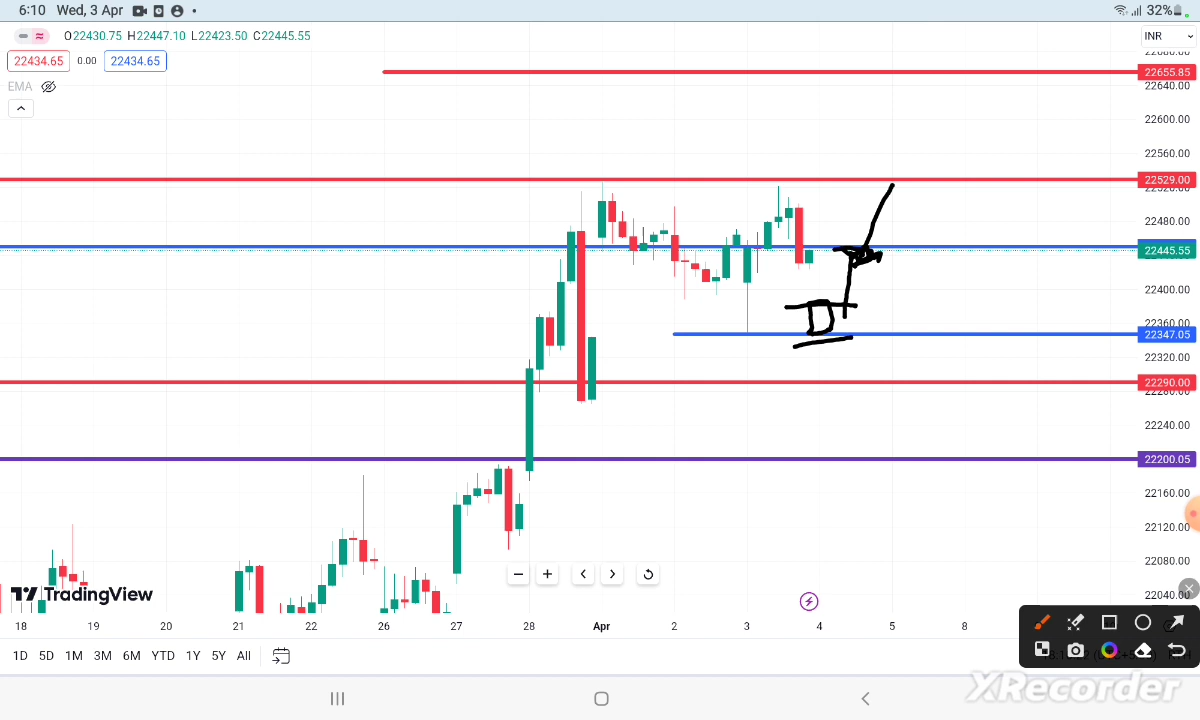 6:10 Wed, 3 Apr 32%
O22430.75 H22447.10 L22423.50 C22445.55
INR
22434.65 0.00 22434.65
EMA
22655.85
22640.00
22600.00
22560.00
22529.00
22480.00
22445.55
22400.00
22360.00
22347.05
22320.00
22290.00
22240.00
22200.05
22160.00
22120.00
22080.00
22040.00
TradingView
18 19 20 21 22 26 27 28 Apr 2 3 4 5 8
1D 5D 1M 3M 6M YTD 1Y 5Y All
XRecorder